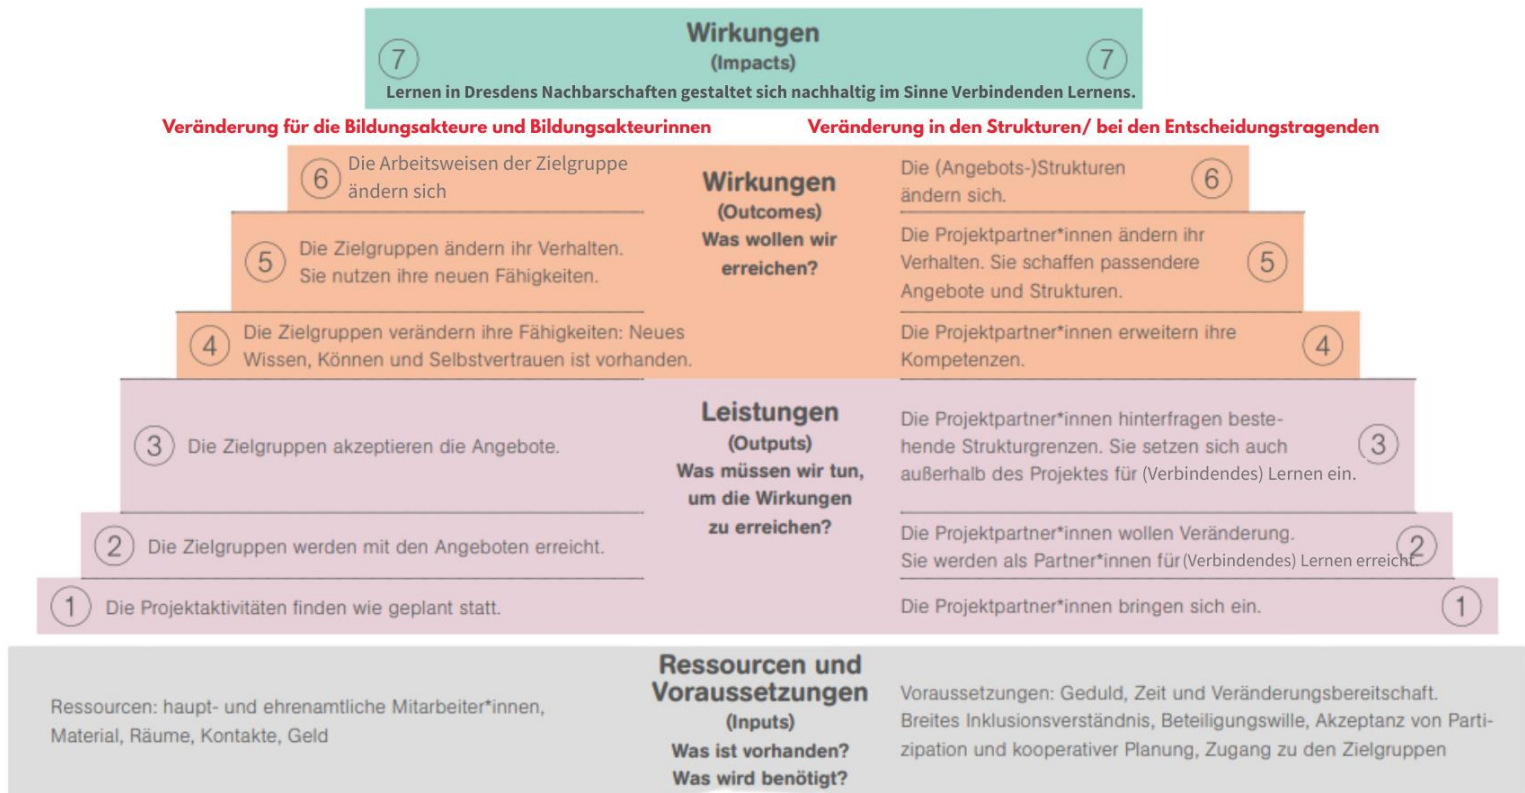 Wirkungen
(Impacts)
7
7
Lernen in Dresdens Nachbarschaften gestaltet sich nachhaltig im Sinne Verbindenden Lernens.
Veränderung für die Bildungsakteure und Bildungsakteurinnen
Veränderung in den Strukturen/ bei den Entscheidungstragenden
6
Die Arbeitsweisen der Zielgruppe
ändern sich
5
Die Zielgruppen ändern ihr Verhalten.
Sie nutzen ihre neuen Fähigkeiten.
4
Die Zielgruppen verändern ihre Fähigkeiten: Neues
Wissen, Können und Selbstvertrauen ist vorhanden.
Wirkungen
(Outcomes)
Was wollen wir
erreichen?
Die (Angebots-)Strukturen
ändern sich.
6
Die Projektpartner*innen ändern ihr
Verhalten. Sie schaffen passendere
Angebote und Strukturen.
5
Die Projektpartner*innen erweitern ihre
Kompetenzen.
4
3
Die Zielgruppen akzeptieren die Angebote.
2
Die Zielgruppen werden mit den Angeboten erreicht.
1
Die Projektaktivitäten finden wie geplant statt.
Leistungen
(Outputs)
Was müssen wir tun,
um die Wirkungen
zu erreichen?
Die Projektpartner*innen hinterfragen beste-
hende Strukturgrenzen. Sie setzen sich auch
außerhalb des Projektes für (Verbindendes) Lernen ein.
3
Die Projektpartner*innen wollen Veränderung.
Sie werden als Partner*innen für (Verbindendes) Lernen erreicht.
2
Die Projektpartner*innen bringen sich ein.
1
Ressourcen: haupt- und ehrenamtliche Mitarbeiter*innen,
Material, Räume, Kontakte, Geld
Ressourcen und
Voraussetzungen
(Inputs)
Was ist vorhanden?
Was wird benötigt?
Voraussetzungen: Geduld, Zeit und Veränderungsbereitschaft.
Breites Inklusionsverständnis, Beteiligungswille, Akzeptanz von Parti-
zipation und kooperativer Planung, Zugang zu den Zielgruppen